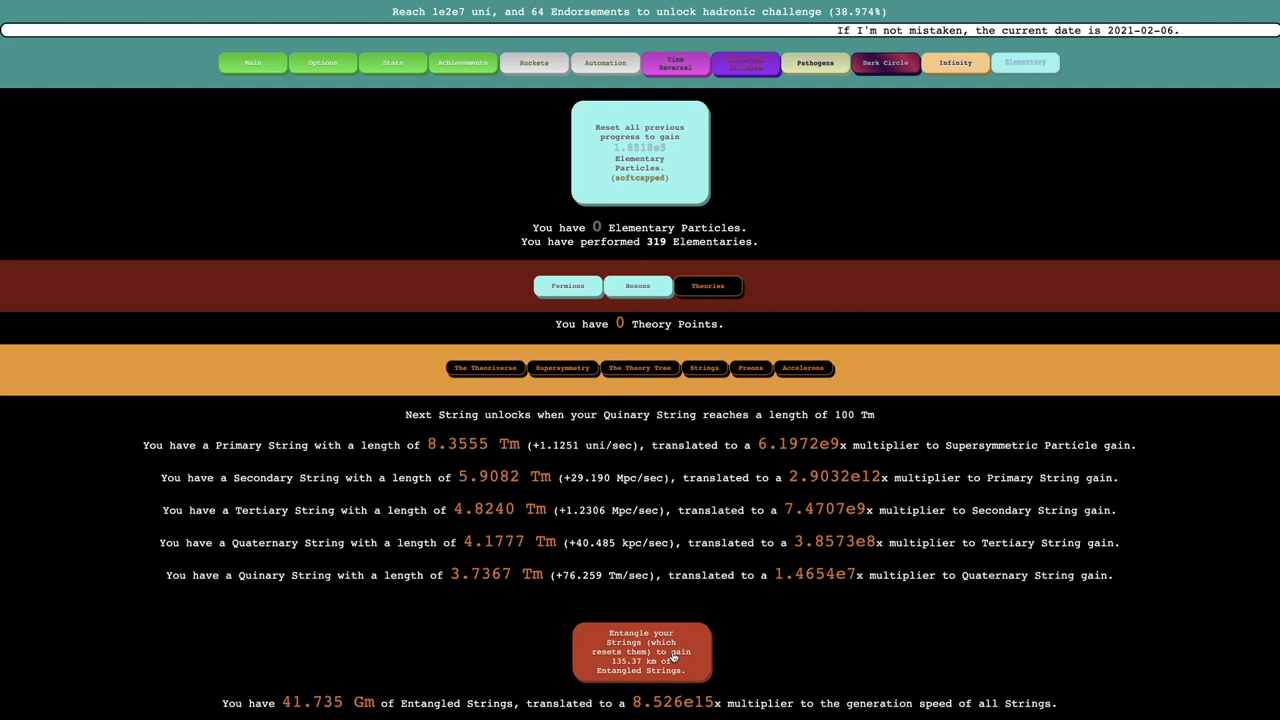 Reach 1e2e7 uni, and 64 Endorsements to unlock hadronic challenge (38.974%)
If I'm not mistaken, the current date is 2021-02-06.
Main Options Stats Achievements Rockets Automation Time Reversal Pathogens Dark Circle Infinity Elementary
Reset all previous
progress to gain
1.8518e5
Elementary
Particles.
(softcapped)
You have 0 Elementary Particles.
You have performed 319 Elementaries.
Fermions Bosons Theories
You have 0 Theory Points.
The Theoriverse Supersymmetry The Theory Tree Strings Preons Accelerons
Next String unlocks when your Quinary String reaches a length of 100 Tm
You have a Primary String with a length of 8.3555 Tm (+1.1251 uni/sec), translated to a 6.1972e9x multiplier to Supersymmetric Particle gain.
You have a Secondary String with a length of 5.9082 Tm (+29.190 Mpc/sec), translated to a 2.9032e12x multiplier to Primary String gain.
You have a Tertiary String with a length of 4.8240 Tm (+1.2306 Mpc/sec), translated to a 7.4707e9x multiplier to Secondary String gain.
You have a Quaternary String with a length of 4.1777 Tm (+40.485 kpc/sec), translated to a 3.8573e8x multiplier to Tertiary String gain.
You have a Quinary String with a length of 3.7367 Tm (+76.259 Tm/sec), translated to a 1.4654e7x multiplier to Quaternary String gain.
Entangle your
Strings (which
resets them) to gain
135.37 km of
Entangled Strings.
You have 41.735 Gm of Entangled Strings, translated to a 8.526e15x multiplier to the generation speed of all Strings.